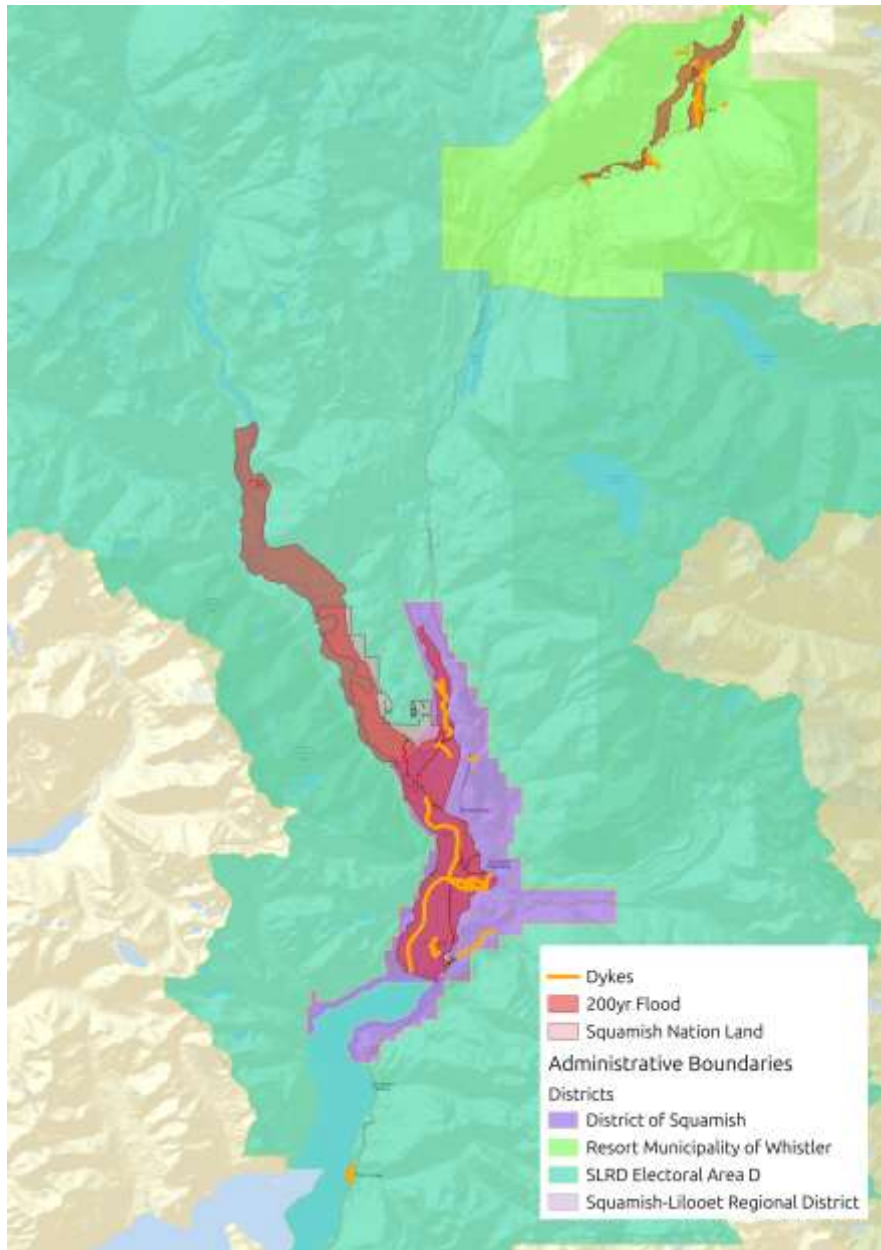 Dykes
200yr Flood
Squamish Nation Land
Administrative Boundaries
Districts
District of Squamish
Resort Municipality of Whistler
SLRD Electoral Area D
Squamish-Lilooet Regional District